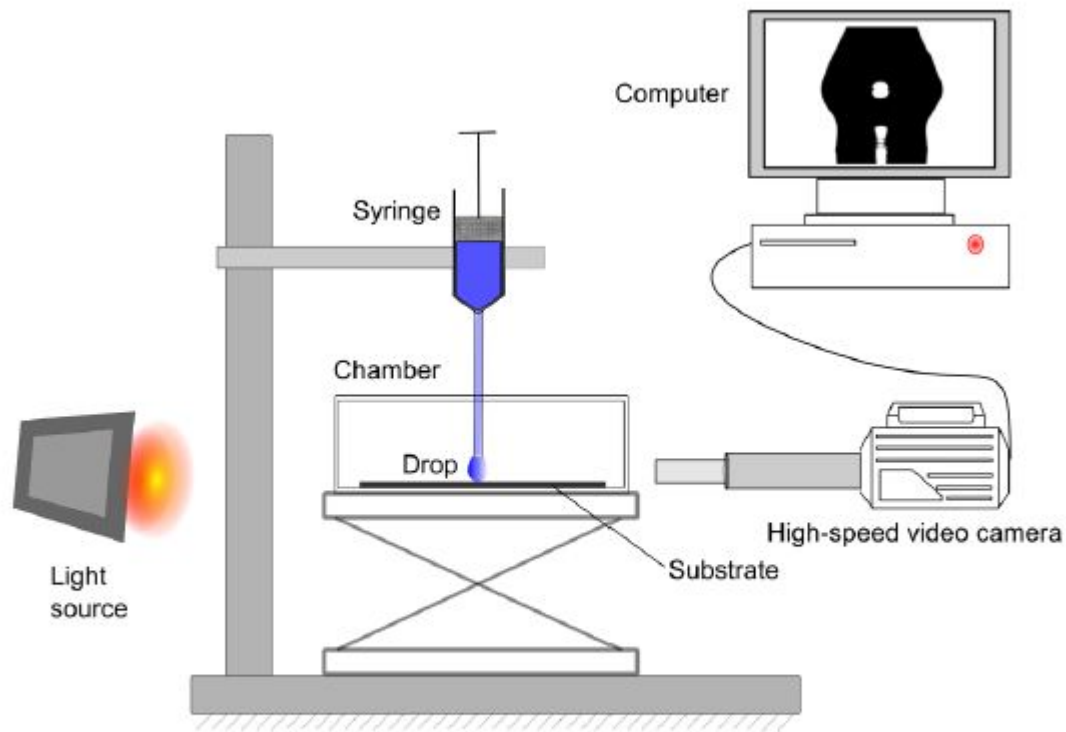 Computer
Syringe
Chamber
Drop
High-speed video camera
Substrate
Light
source